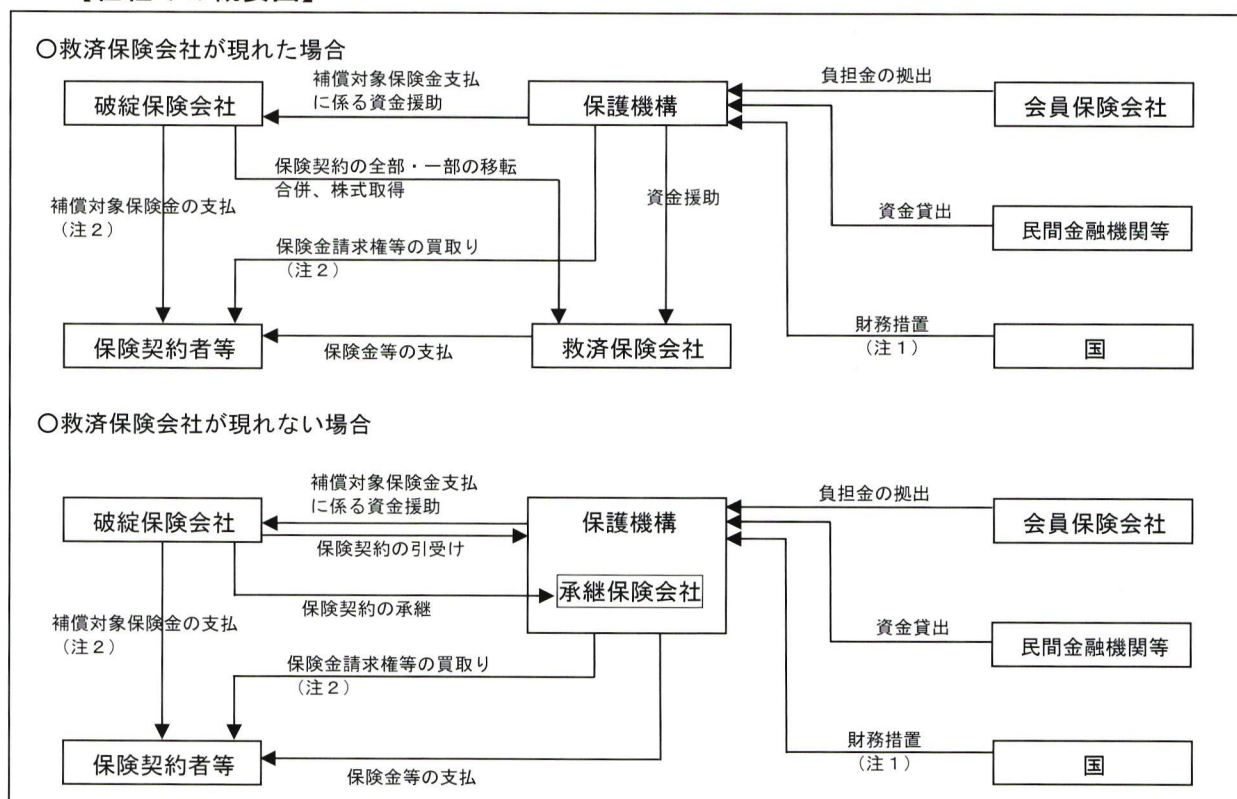 ○救済保険会社が現れた場合
補償対象保険金支払
に係る資金援助
負担金の拠出
破綻保険会社
保護機構
会員保険会社
保険契約の全部・一部の移転
合併、株式取得
資金援助
補償対象保険金の支払
(注2)
資金貸出
民間金融機関等
保険金請求権等の買取り
(注2)
財務措置
(注1)
保険契約者等
保険金等の支払
救済保険会社
国
○救済保険会社が現れない場合
補償対象保険金支払
に係る資金援助
負担金の拠出
破綻保険会社
保護機構
会員保険会社
保険契約の引受け
承継保険会社
保険契約の承継
補償対象保険金の支払
(注2)
資金貸出
民間金融機関等
保険金請求権等の買取り
(注2)
財務措置
(注1)
保険契約者等
保険金等の支払
国